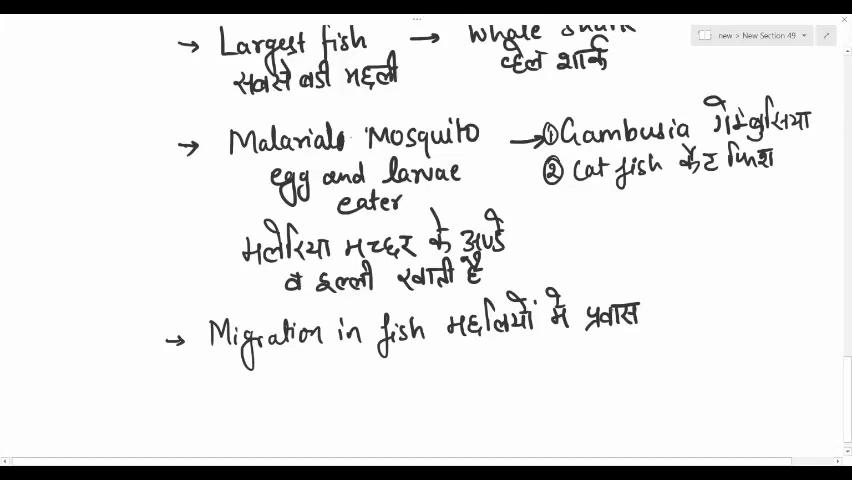 → Largest fish → Whale Shark
सबसे बडी मछली व्हेल शार्क
new > New Section 49
→ Malarial Mosquito → ① Gambusia गेम्बुसिया
egg and larvae ② Cat fish केट फिश
eater
मलेरिया मच्छर के अण्डे
व इल्ली खाती है
→ Migration in fish मछलियों में प्रवास